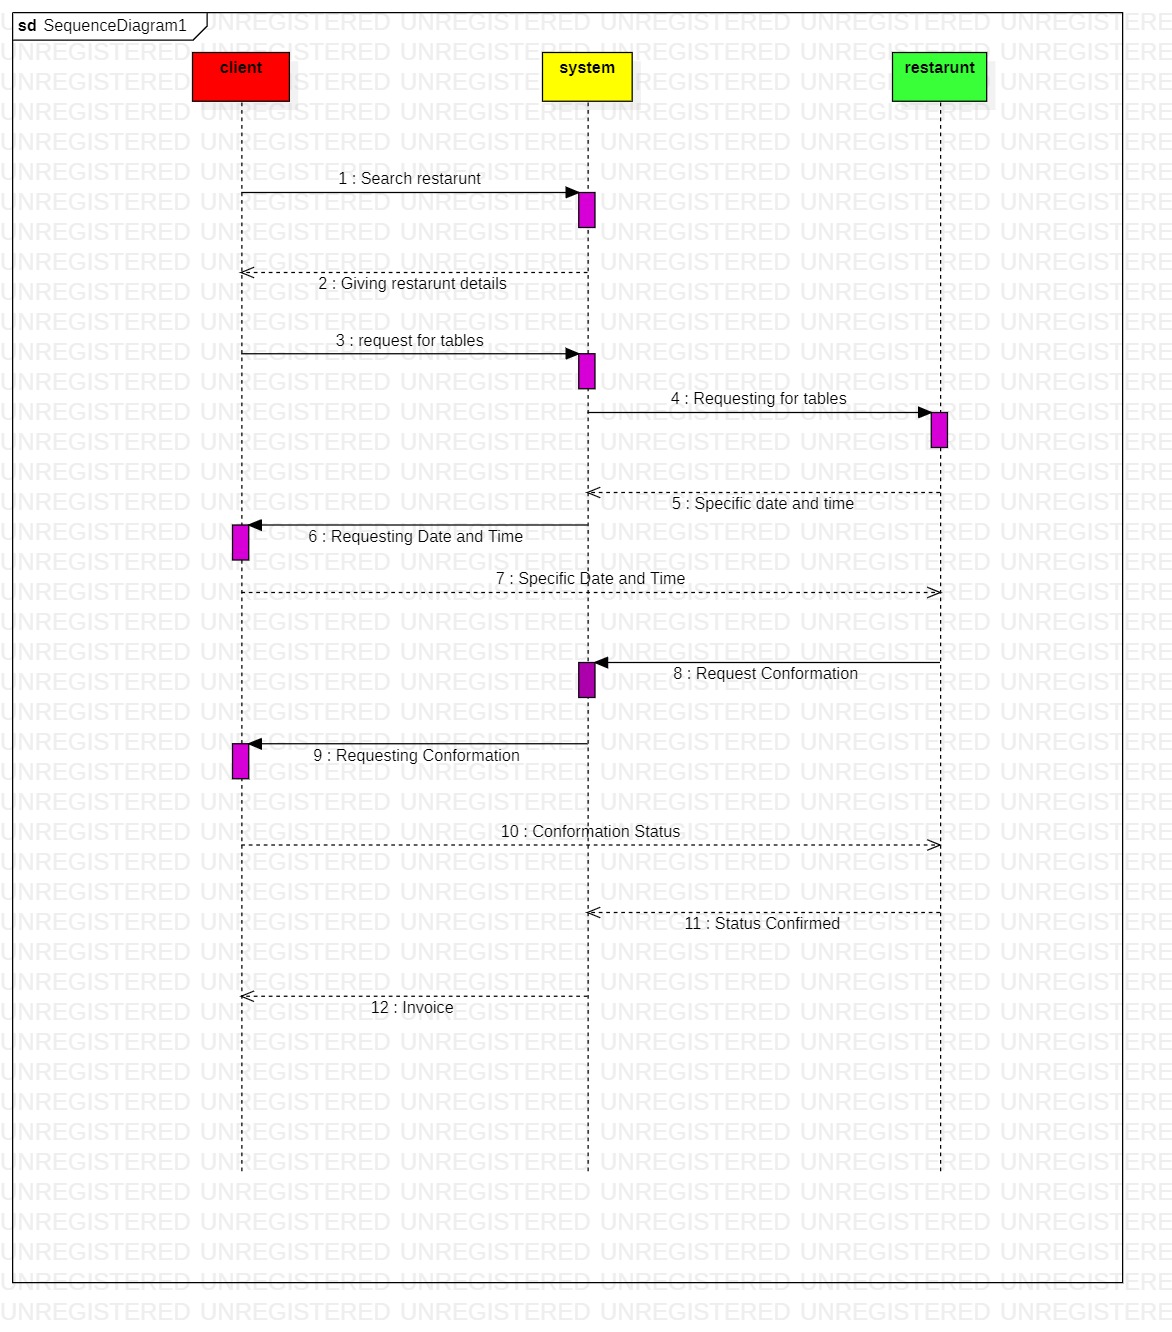 sd SequenceDiagram1
client system restarunt
1 : Search restarunt
2 : Giving restarunt details
3 : request for tables
4 : Requesting for tables
5 : Specific date and time
6 : Requesting Date and Time
7 : Specific Date and Time
8 : Request Conformation
9 : Requesting Conformation
10 : Conformation Status
11 : Status Confirmed
12 : Invoice
UNREGISTERED UNREGISTERED UNREGISTERED UNREGISTERED UNREGISTERED UNREGISTERED